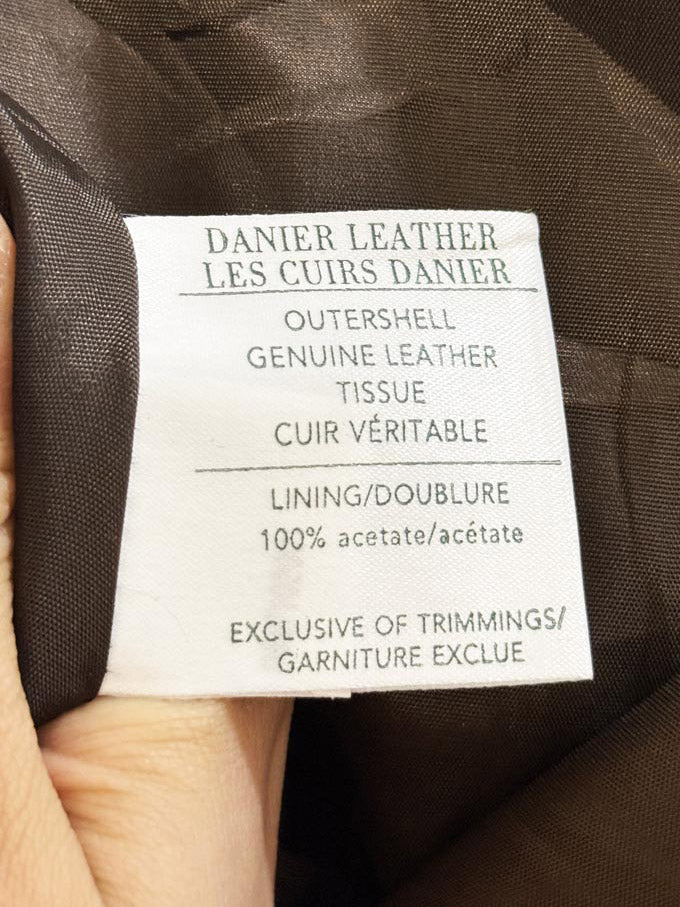 DANIER LEATHER
LES CUIRS DANIER
OUTERSHELL
GENUINE LEATHER
TISSUE
CUIR VÉRITABLE
LINING/DOUBLURE
100% acetate/acétate
EXCLUSIVE OF TRIMMINGS/
GARNITURE EXCLUE